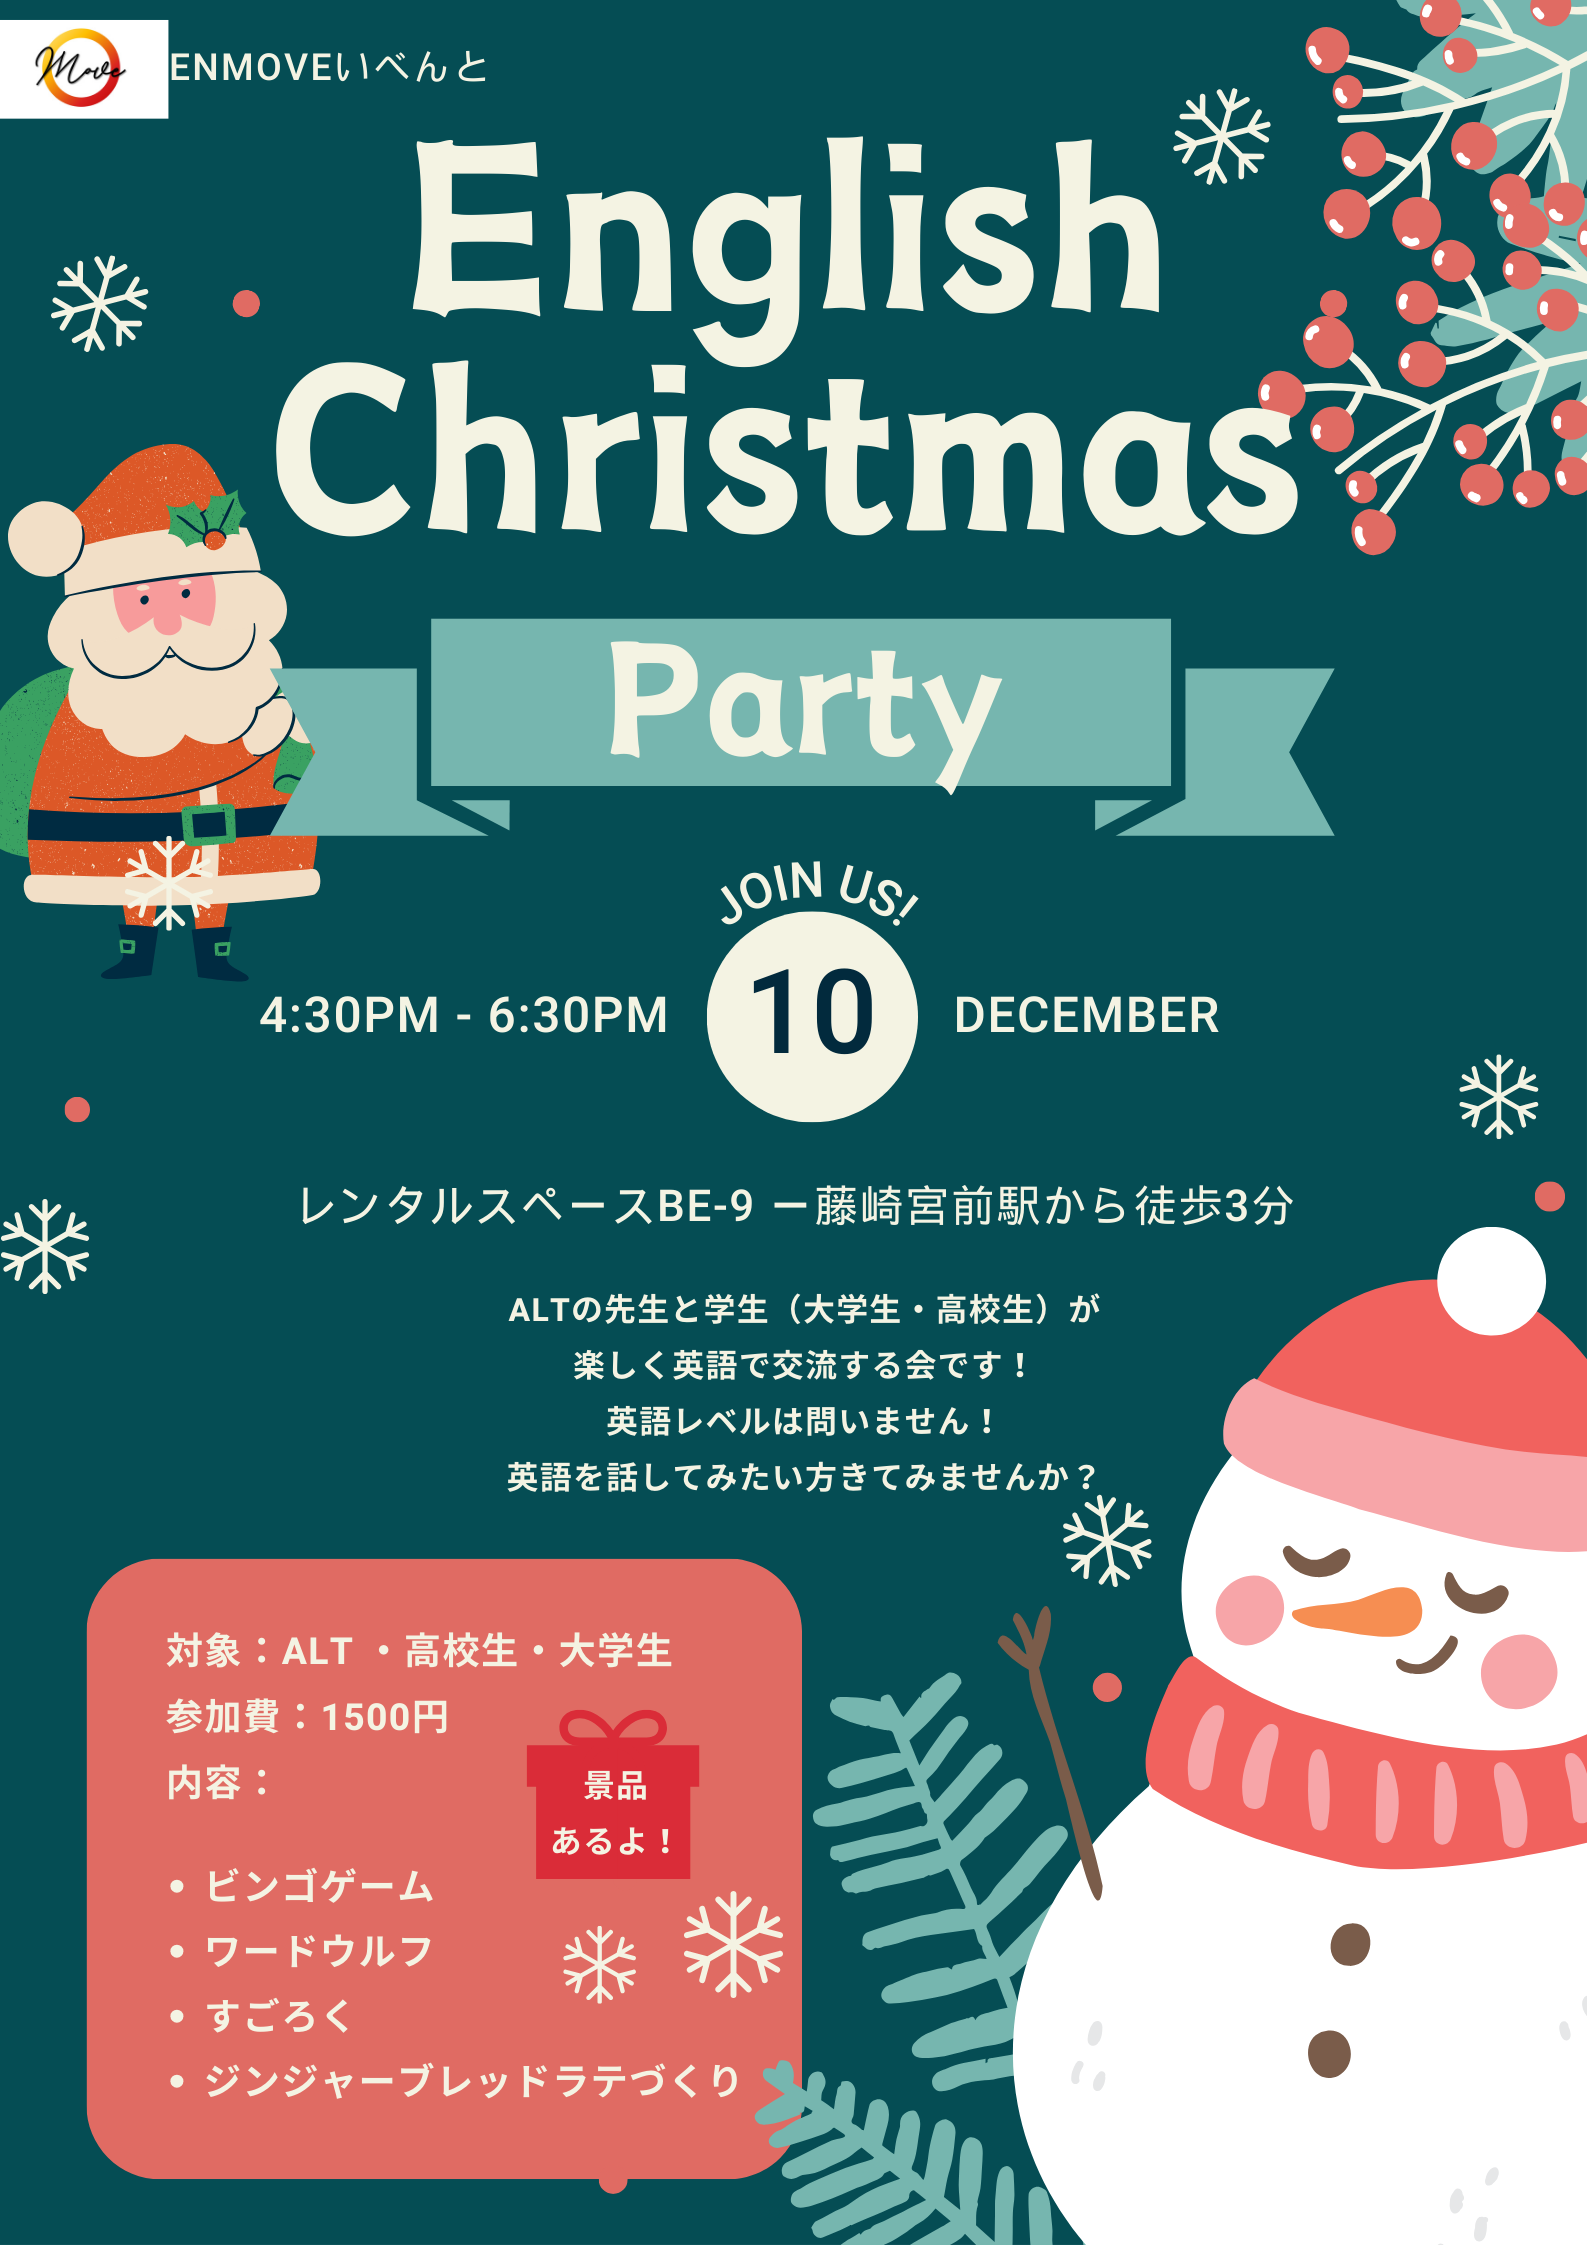 Move
ENMOVEいべんと
English
Christmas
Party
JOIN US!
4:30PM - 6:30PM
10
DECEMBER
レンタルスペースBE-9 ー藤崎宮前駅から徒歩3分
ALTの先生と学生（大学生・高校生）が
楽しく英語で交流する会です！
英語レベルは問いません！
英語を話してみたい方きてみませんか？
対象：ALT ・高校生・大学生
参加費：1500円
内容：
景品
あるよ！
• ビンゴゲーム
• ワードウルフ
• すごろく
• ジンジャーブレッドラテづくり